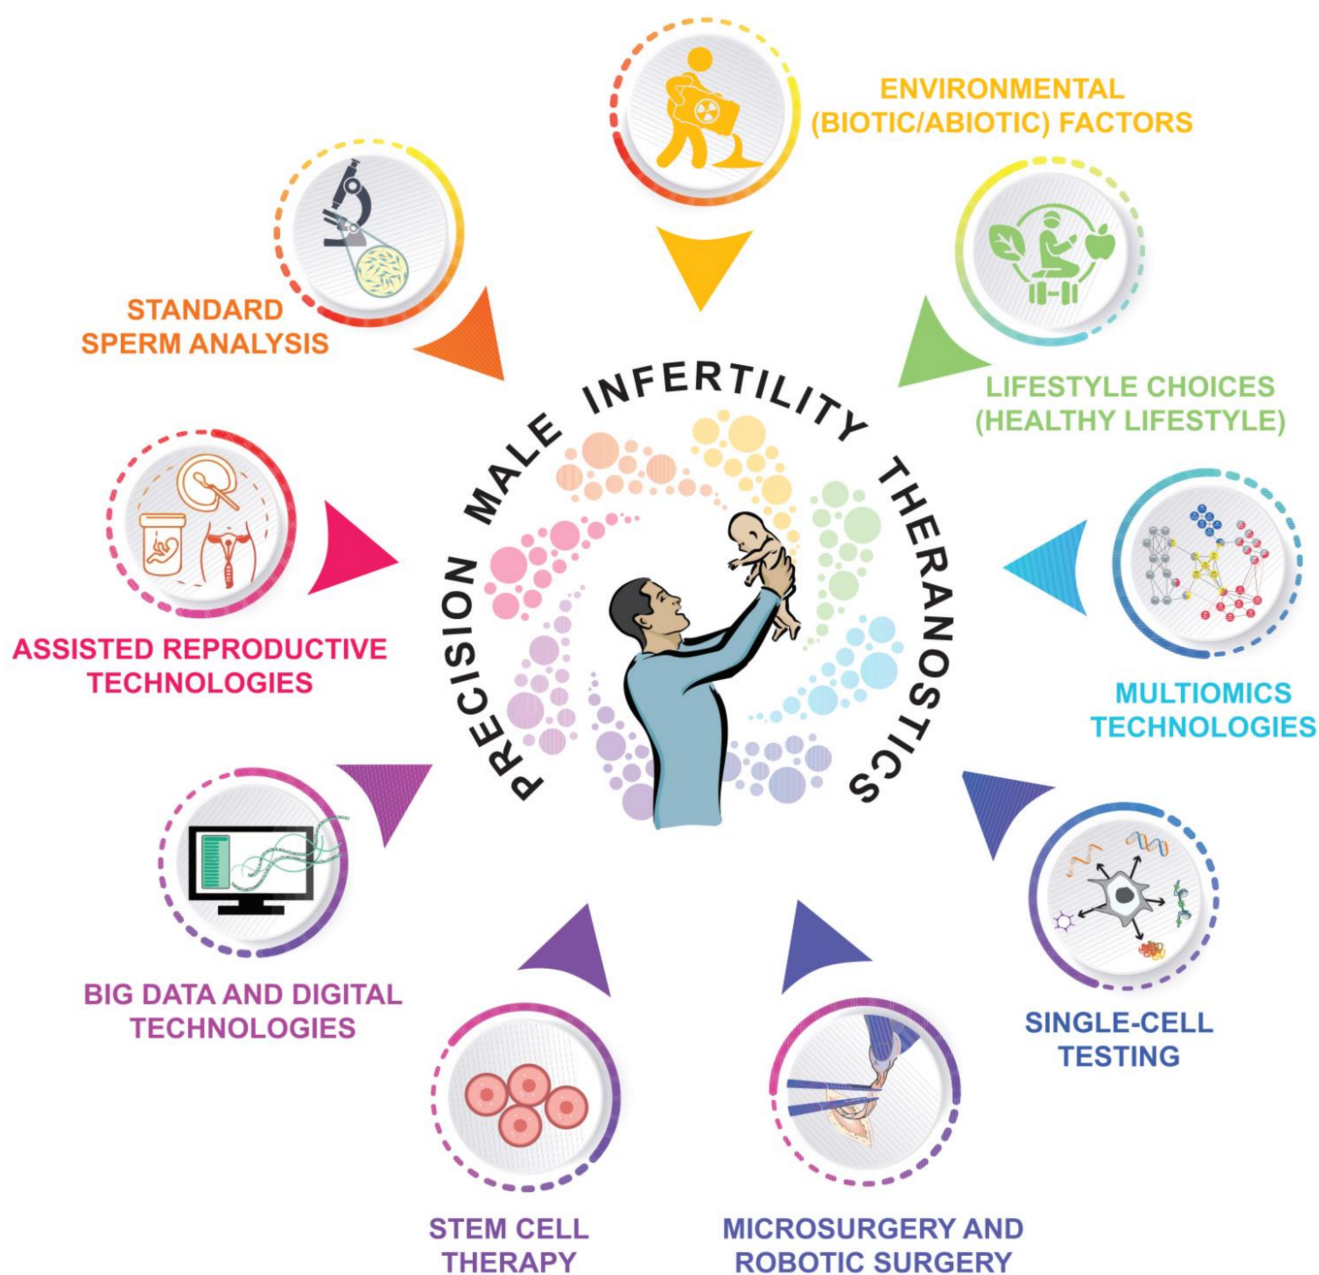 ENVIRONMENTAL
(BIOTIC/ABIOTIC) FACTORS
STANDARD
SPERM ANALYSIS
LIFESTYLE CHOICES
(HEALTHY LIFESTYLE)
PRECISION MALE INFERTILITY THERANOSTICS
ASSISTED REPRODUCTIVE
TECHNOLOGIES
MULTIOMICS
TECHNOLOGIES
BIG DATA AND DIGITAL
TECHNOLOGIES
SINGLE-CELL
TESTING
STEM CELL
THERAPY
MICROSURGERY AND
ROBOTIC SURGERY